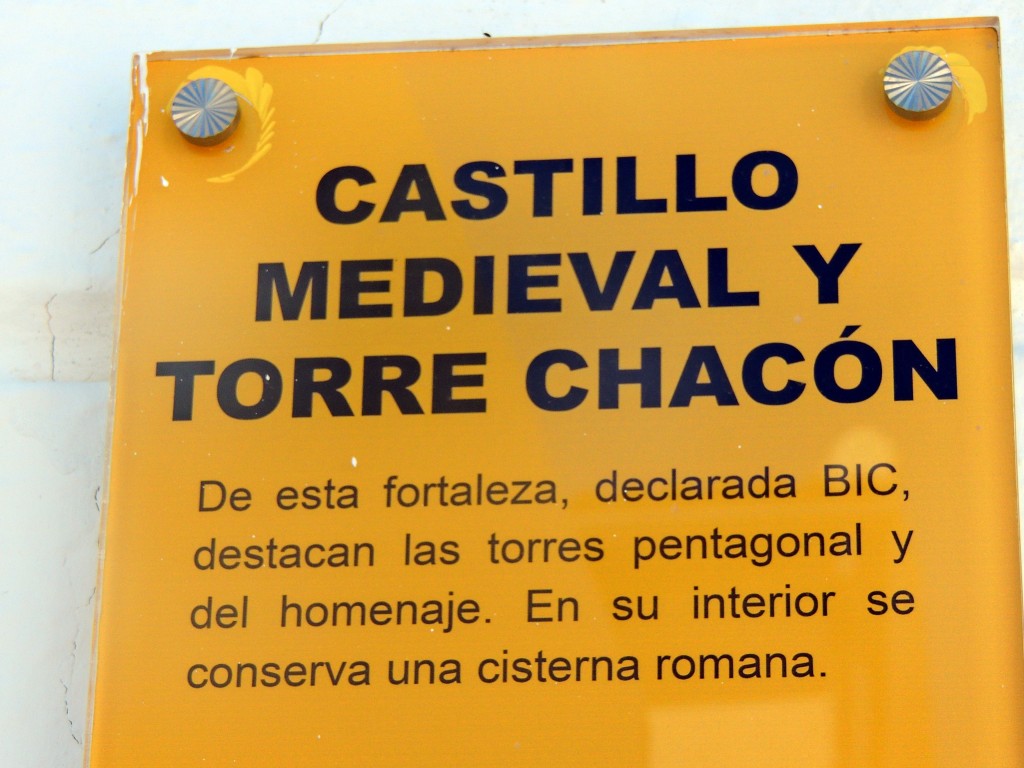 CASTILLO
MEDIEVAL Y
TORRE CHACÓN
De esta fortaleza, declarada BIC,
destacan las torres pentagonal y
del homenaje. En su interior se
conserva una cisterna romana.